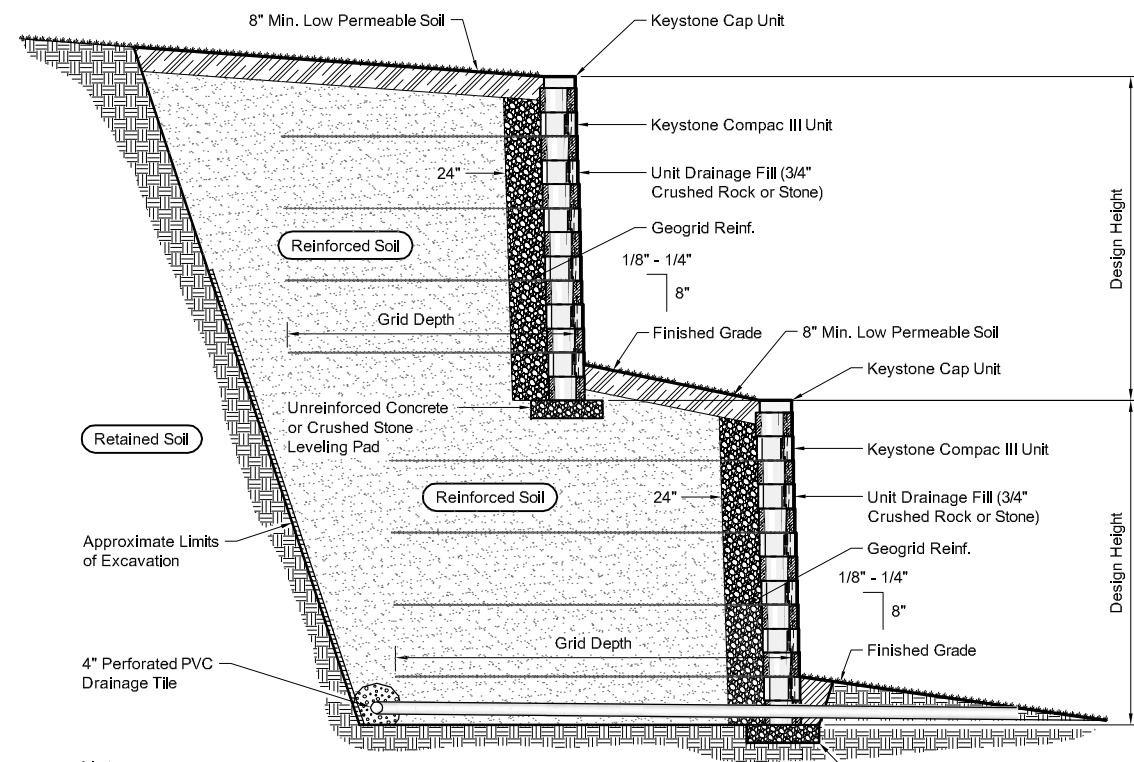 8" Min. Low Permeable Soil
Keystone Cap Unit
Keystone Compac III Unit
24"
Unit Drainage Fill (3/4"
Crushed Rock or Stone)
Geogrid Reinf.
Reinforced Soil
1/8" - 1/4"
8"
Design Height
Grid Depth
Finished Grade
8" Min. Low Permeable Soil
Keystone Cap Unit
Unreinforced Concrete
or Crushed Stone
Leveling Pad
Retained Soil
Keystone Compac III Unit
Reinforced Soil
24"
Unit Drainage Fill (3/4"
Crushed Rock or Stone)
Approximate Limits
of Excavation
Geogrid Reinf.
1/8" - 1/4"
8"
Design Height
Grid Depth
Finished Grade
4" Perforated PVC
Drainage Tile